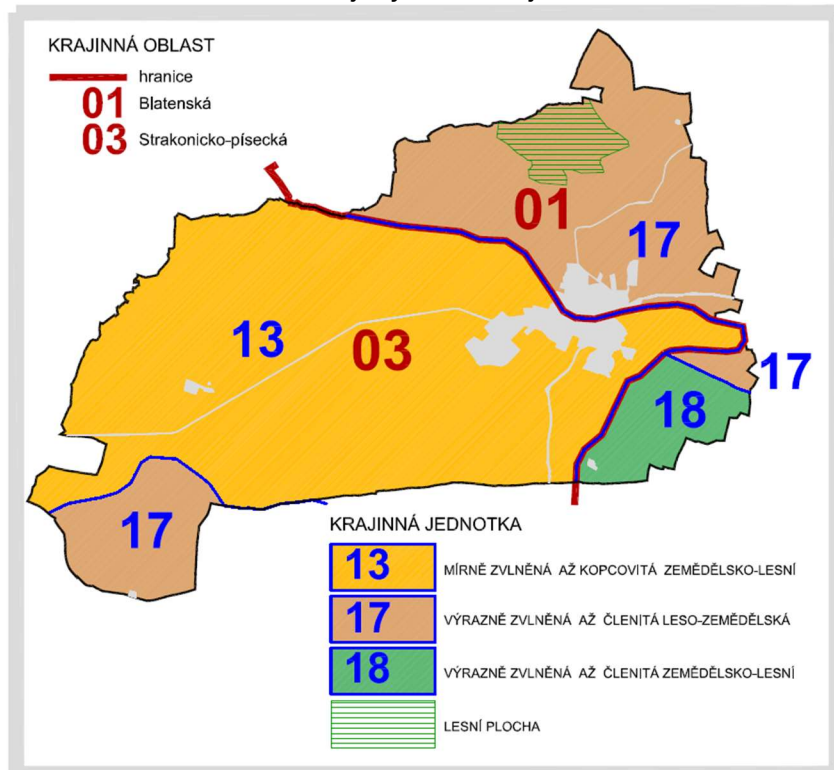 KRAJINNÁ OBLAST
hranice
01 Blatenská
03 Strakonicko-písecká
01
17
13
03
17
18
17
KRAJINNÁ JEDNOTKA
13 MÍRNĚ ZVLNĚNÁ AŽ KOPCOVITÁ ZEMĚDĚLSKO-LESNÍ
17 VÝRAZNĚ ZVLNĚNÁ AŽ ČLENITÁ LESO-ZEMĚDĚLSKÁ
18 VÝRAZNĚ ZVLNĚNÁ AŽ ČLENITÁ ZEMĚDĚLSKO-LESNÍ
LESNÍ PLOCHA